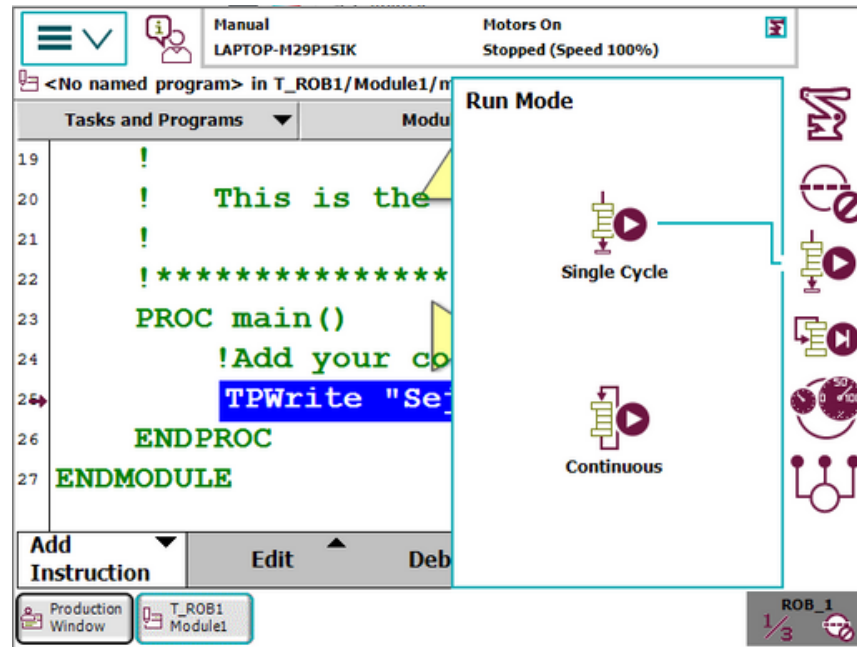 Manual
LAPTOP-M29P1SIK
Motors On
Stopped (Speed 100%)
<No named program> in T_ROB1/Module1/m
Tasks and Programs
Modu
Run Mode
19 !
20 ! This is the
21 !
22 !***************
23 PROC main()
24 !Add your co
25 TPWrite "Sej
26 ENDPROC
27 ENDMODULE
Single Cycle
Continuous
Add
Instruction
Edit
Deb
Production
Window
T_ROB1
Module1
ROB_1
1/3